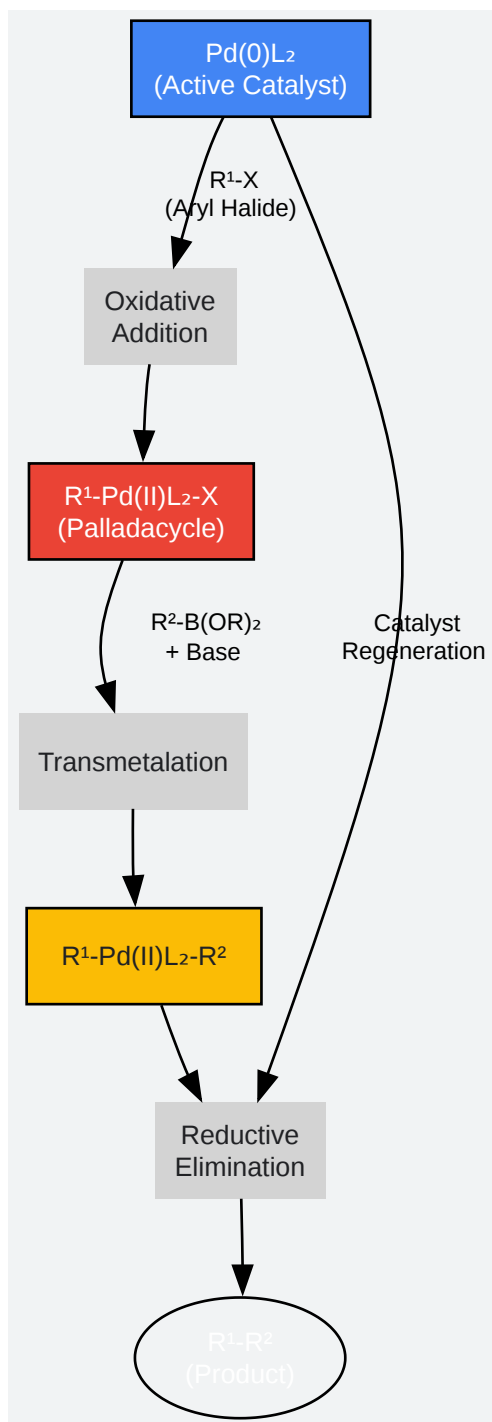 Pd(0)L₂
(Active Catalyst)
R¹-X
(Aryl Halide)
Oxidative
Addition
R¹-Pd(II)L₂-X
(Palladacycle)
R²-B(OR)₂
+ Base
Catalyst
Regeneration
Transmetalation
R¹-Pd(II)L₂-R²
Reductive
Elimination
R¹-R²
(Product)